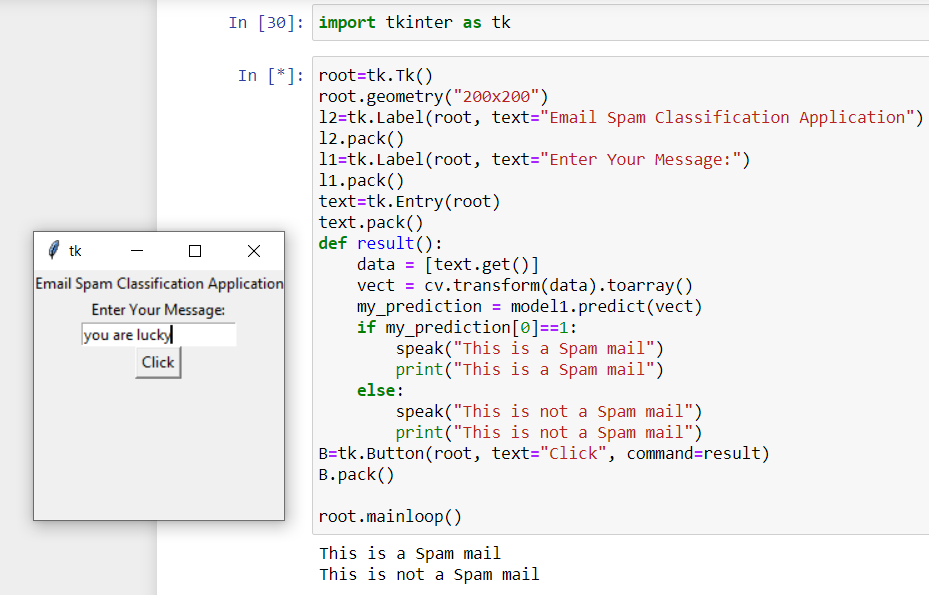 In [30]: import tkinter as tk
In [*]: root=tk.Tk()
root.geometry("200x200")
l2=tk.Label(root, text="Email Spam Classification Application")
l2.pack()
l1=tk.Label(root, text="Enter Your Message:")
l1.pack()
text=tk.Entry(root)
text.pack()
def result():
    data = [text.get()]
    vect = cv.transform(data).toarray()
    my_prediction = model1.predict(vect)
    if my_prediction[0]==1:
        speak("This is a Spam mail")
        print("This is a Spam mail")
    else:
        speak("This is not a Spam mail")
        print("This is not a Spam mail")
B=tk.Button(root, text="Click", command=result)
B.pack()

root.mainloop()
This is a Spam mail
This is not a Spam mail
tk
Email Spam Classification Application
Enter Your Message:
you are lucky
Click